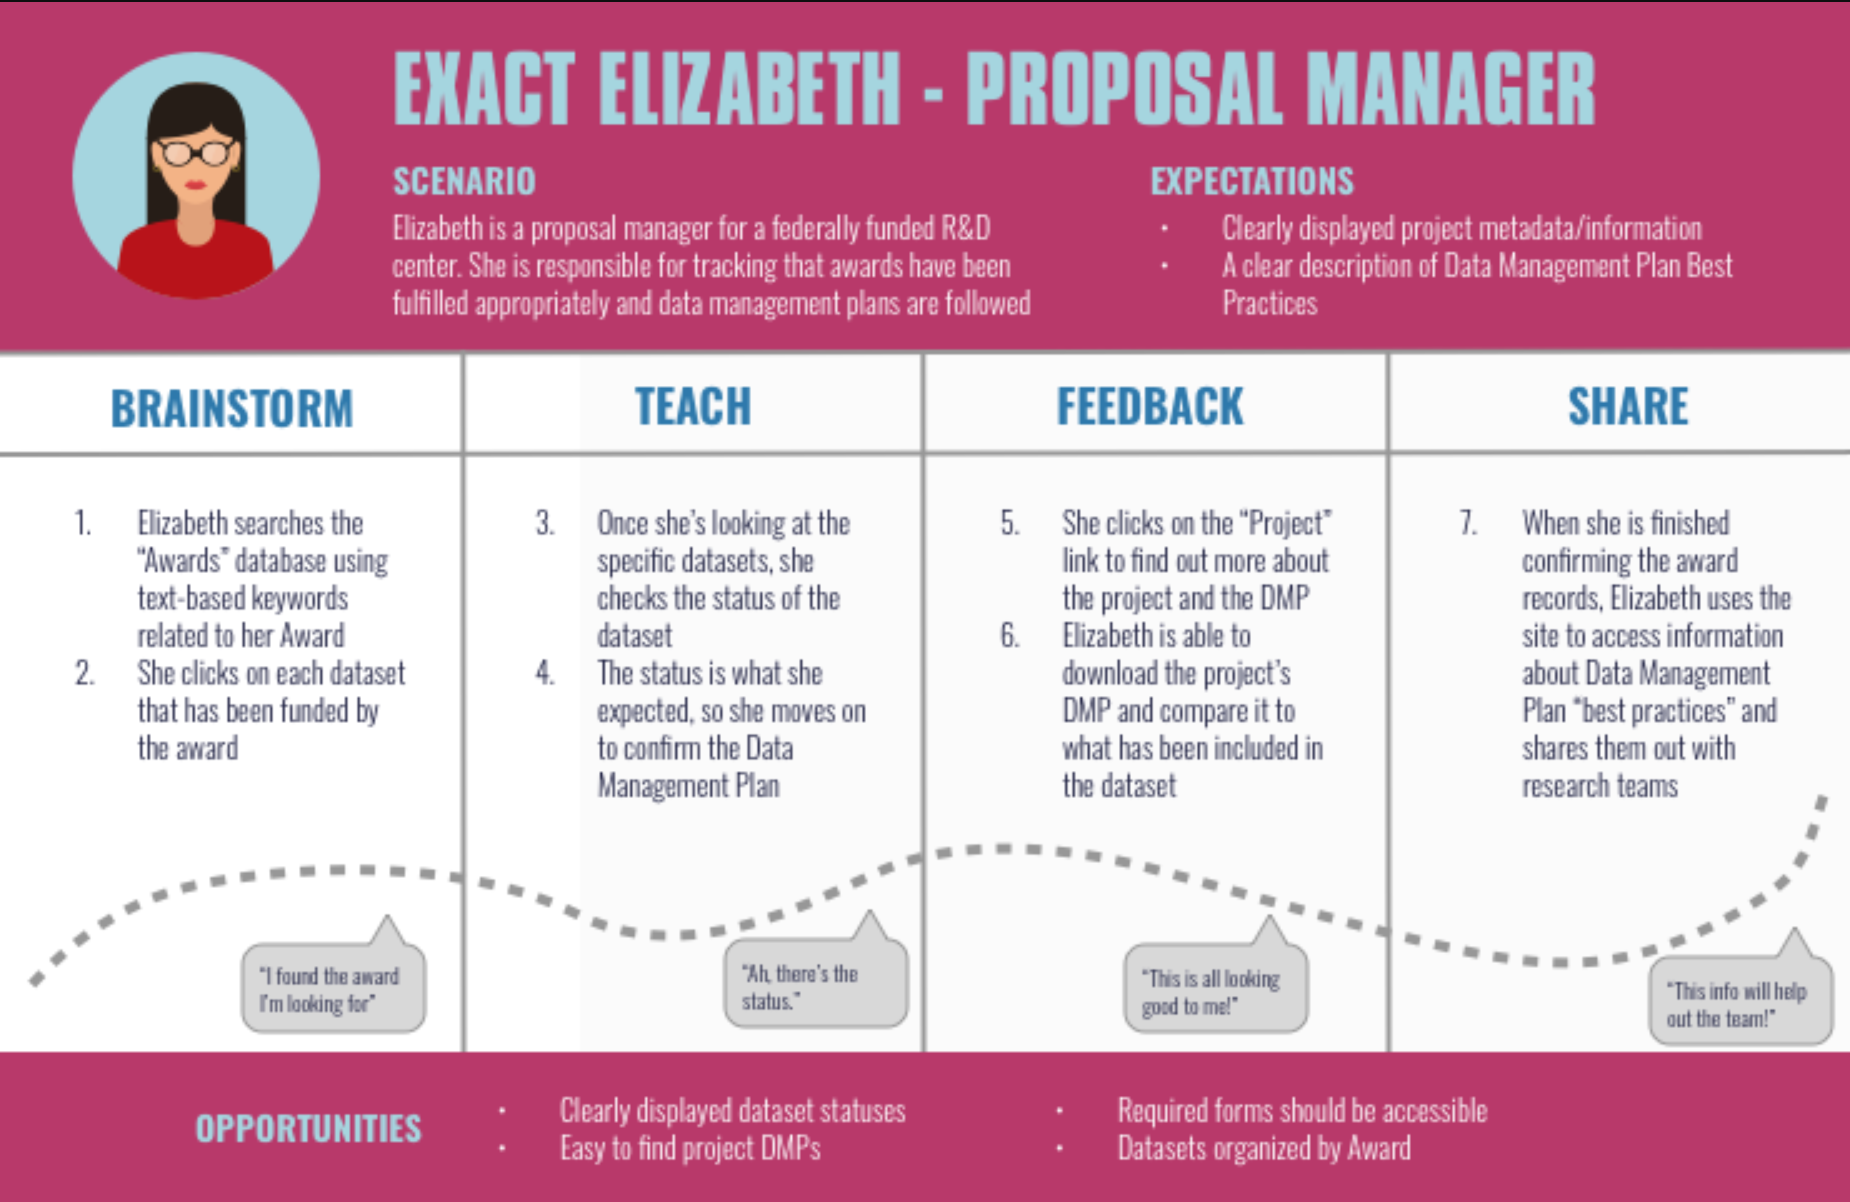 EXACT ELIZABETH - PROPOSAL MANAGER
SCENARIO
Elizabeth is a proposal manager for a federally funded R&D
center. She is responsible for tracking that awards have been
fulfilled appropriately and data management plans are followed
EXPECTATIONS
• Clearly displayed project metadata/information
• A clear description of Data Management Plan Best
Practices
BRAINSTORM
1. Elizabeth searches the
“Awards” database using
text-based keywords
related to her Award
2. She clicks on each dataset
that has been funded by
the award
“I found the award
I’m looking for”
TEACH
3. Once she’s looking at the
specific datasets, she
checks the status of the
dataset
4. The status is what she
expected, so she moves on
to confirm the Data
Management Plan
“Ah, there’s the
status.”
FEEDBACK
5. She clicks on the “Project”
link to find out more about
the project and the DMP
6. Elizabeth is able to
download the project’s
DMP and compare it to
what has been included in
the dataset
“This is all looking
good to me!”
SHARE
7. When she is finished
confirming the award
records, Elizabeth uses the
site to access information
about Data Management
Plan “best practices” and
shares them out with
research teams
“This info will help
out the team!”
OPPORTUNITIES
• Clearly displayed dataset statuses
• Easy to find project DMPs
• Required forms should be accessible
• Datasets organized by Award